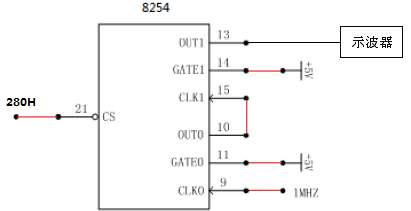 8254
OUT1 13
示波器
GATE1 14 +5V
CLK1 15
280H 21 CS
OUT0 10
GATE0 11 +5V
CLK0 9 1MHZ